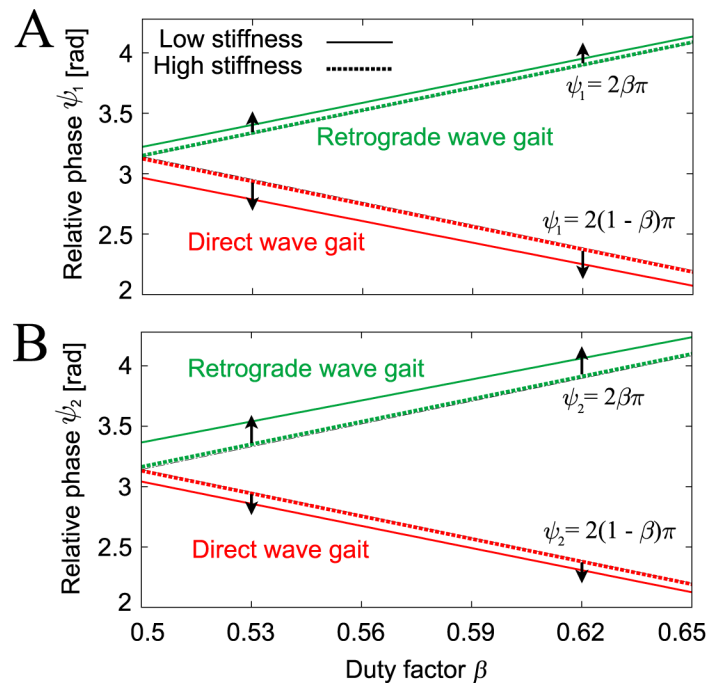 A
Low stiffness
High stiffness
ψ₁ = 2βπ
Retrograde wave gait
ψ₁ = 2(1 - β)π
Direct wave gait
Relative phase ψ₁ [rad]
4
3.5
3
2.5
2
B
Retrograde wave gait
ψ₂ = 2βπ
ψ₂ = 2(1 - β)π
Direct wave gait
Relative phase ψ₂ [rad]
4
3.5
3
2.5
2
0.5 0.53 0.56 0.59 0.62 0.65
Duty factor β